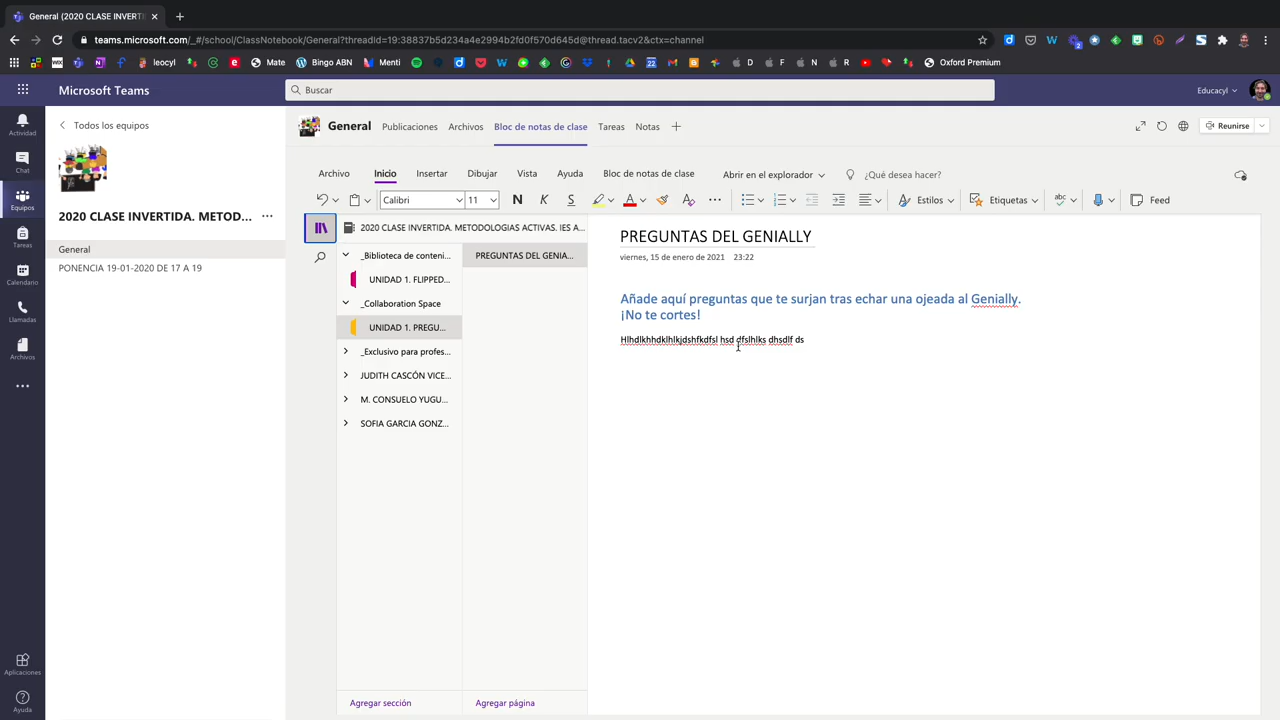 General (2020 CLASE INVERTIDA
teams.microsoft.com/_#/school/ClassNotebook/General?threadId=19:38837b5d234a4e2994b2fd0f570d645d@thread.tacv2&ctx=channel
leocyl
Mate
Bingo ABN
Menti
N
R
Oxford Premium
Microsoft Teams
Buscar
Educacyl
Todos los equipos
General
Publicaciones
Archivos
Bloc de notas de clase
Tareas
Notas
Reunirse
Actividad
Chat
Equipos
Tareas
Calendario
Llamadas
Archivos
Aplicaciones
Ayuda
2020 CLASE INVERTIDA. METOD...
General
PONENCIA 19-01-2020 DE 17 A 19
Archivo
Inicio
Insertar
Dibujar
Vista
Ayuda
Bloc de notas de clase
Abrir en el explorador
¿Qué desea hacer?
Calibri
11
N
K
S
Estilos
Etiquetas
Feed
2020 CLASE INVERTIDA. METODOLOGIAS ACTIVAS. IES A...
_Biblioteca de conteni...
UNIDAD 1. FLIPPED...
_Collaboration Space
UNIDAD 1. PREGU...
_Exclusivo para profes...
JUDITH CASCÓN VICE...
M. CONSUELO YUGU...
SOFIA GARCIA GONZ...
Agregar sección
PREGUNTAS DEL GENIA...
Agregar página
PREGUNTAS DEL GENIALLY
viernes, 15 de enero de 2021 23:22
Añade aquí preguntas que te surjan tras echar una ojeada al Genially.
¡No te cortes!
Hlhdlkhhdklhlkjdshfkdfsl hsd dfslhlks dhsdlf ds